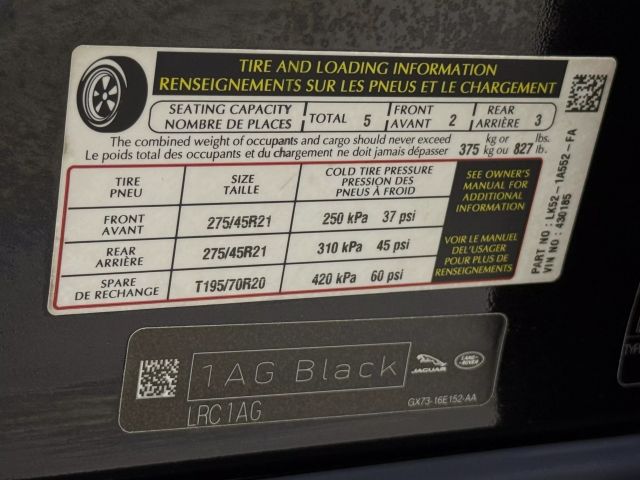 TIRE AND LOADING INFORMATION
RENSEIGNEMENTS SUR LES PNEUS ET LE CHARGEMENT
SEATING CAPACITY TOTAL 5 FRONT 2 REAR 3
NOMBRE DE PLACES AVANT ARRIÈRE
The combined weight of occupants and cargo should never exceed 375 kg or 827 lbs.
Le poids total des occupants et du chargement ne doit jamais dépasser kg ou lb.
TIRE SIZE COLD TIRE PRESSURE
PNEU TAILLE PRESSION DES PNEUS À FROID
FRONT AVANT 275/45R21 250 kPa 37 psi
REAR ARRIÈRE 275/45R21 310 kPa 45 psi
SPARE DE RECHANGE T195/70R20 420 kPa 60 psi
SEE OWNER'S
MANUAL FOR
ADDITIONAL
INFORMATION
VOIR LE MANUEL
DEL'USAGER
POUR PLUS DE
RENSEIGNEMENTS
PART NO : LK52-1A552-FA
VIN NO : 430185
1AG Black
LRC1AG
JAGUAR
LAND-
ROVER
GX73-16E152-AA